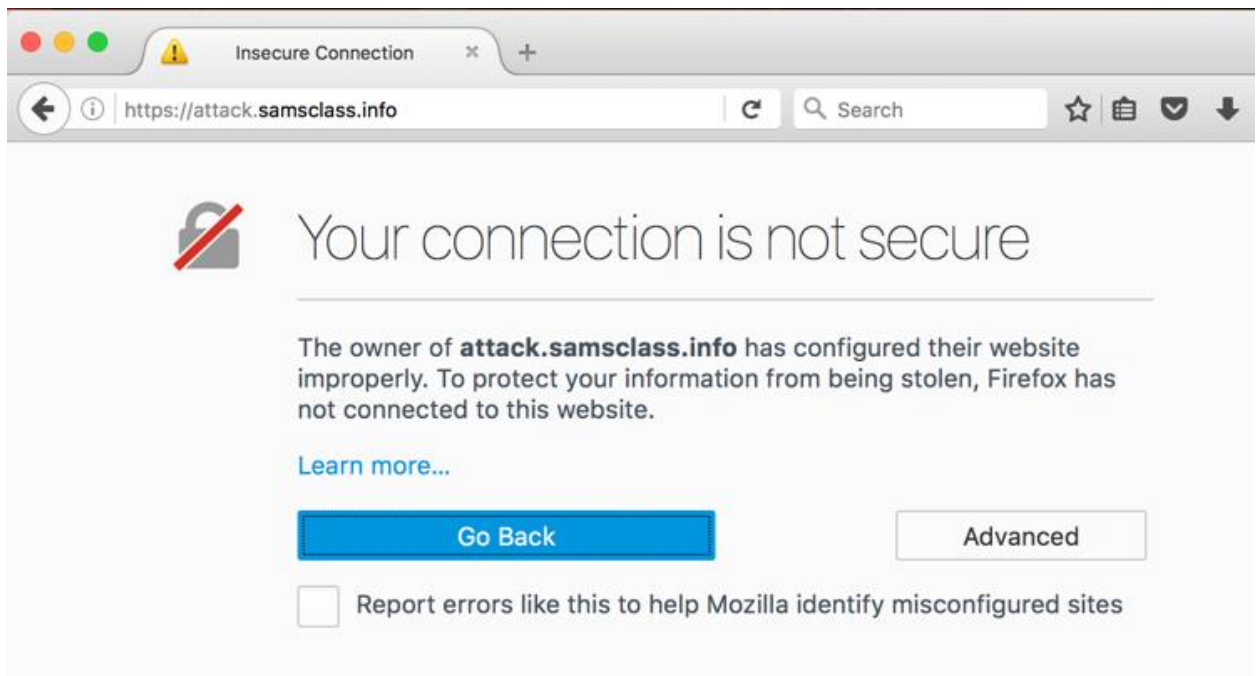 Insecure Connection
https://attack.samsclass.info
Search
Your connection is not secure
The owner of attack.samsclass.info has configured their website
improperly. To protect your information from being stolen, Firefox has
not connected to this website.
Learn more...
Go Back
Advanced
Report errors like this to help Mozilla identify misconfigured sites